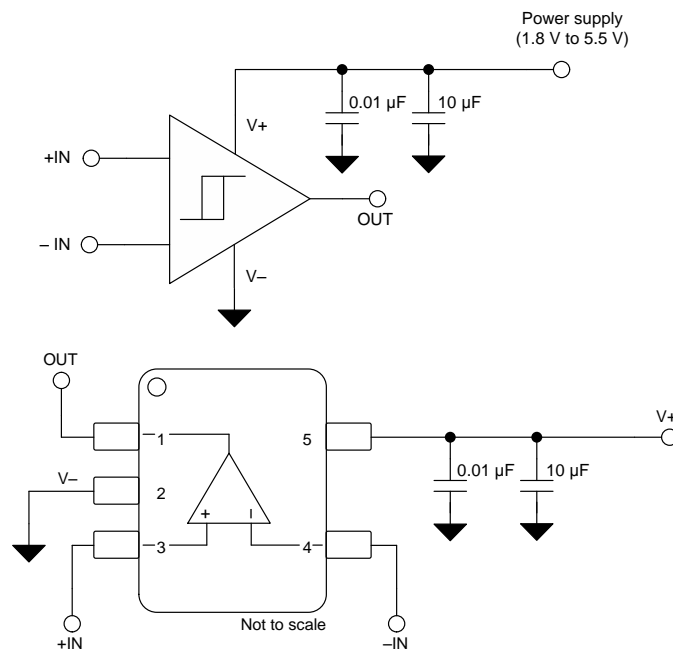 Power supply
(1.8 V to 5.5 V)
0.01 µF
10 µF
V+
+IN
OUT
– IN
V–
OUT
1
5
V+
V–
2
0.01 µF
10 µF
+
–
3
4
Not to scale
+IN
–IN